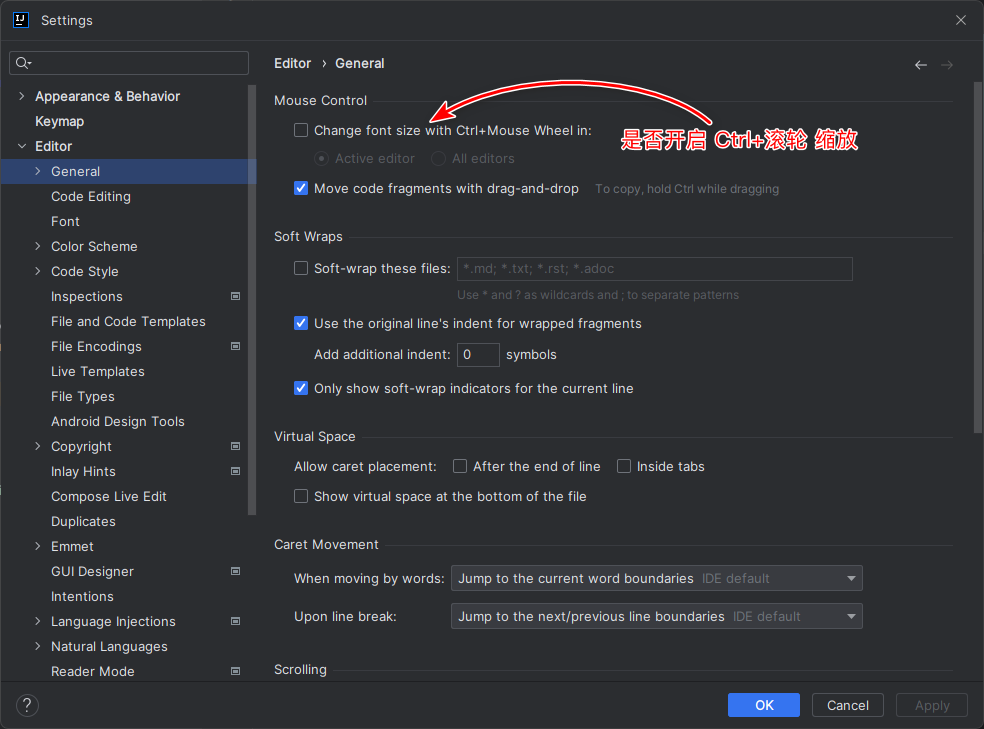 IJ Settings
Appearance & Behavior
Keymap
Editor
General
Code Editing
Font
Color Scheme
Code Style
Inspections
File and Code Templates
File Encodings
Live Templates
File Types
Android Design Tools
Copyright
Inlay Hints
Compose Live Edit
Duplicates
Emmet
GUI Designer
Intentions
Language Injections
Natural Languages
Reader Mode
Editor › General
Mouse Control
Change font size with Ctrl+Mouse Wheel in:
是否开启 Ctrl+滚轮 缩放
Active editor All editors
Move code fragments with drag-and-drop To copy, hold Ctrl while dragging
Soft Wraps
Soft-wrap these files: *.md; *.txt; *.rst; *.adoc
Use * and ? as wildcards and ; to separate patterns
Use the original line's indent for wrapped fragments
Add additional indent: 0 symbols
Only show soft-wrap indicators for the current line
Virtual Space
Allow caret placement: After the end of line Inside tabs
Show virtual space at the bottom of the file
Caret Movement
When moving by words: Jump to the current word boundaries IDE default
Upon line break: Jump to the next/previous line boundaries IDE default
Scrolling
? OK Cancel Apply